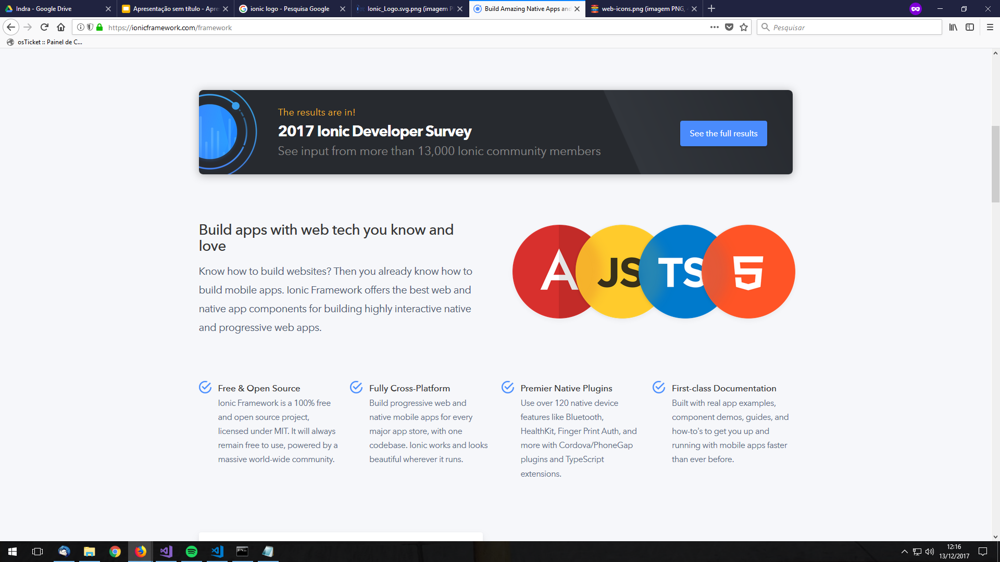 Indra - Google Drive
Apresentação sem título - Apre
ionic logo - Pesquisa Google
Ionic_Logo.svg.png (imagem P
Build Amazing Native Apps and
web-icons.png (imagem PNG,
https://ionicframework.com/framework
Pesquisar
osTicket :: Painel de C...
The results are in!
2017 Ionic Developer Survey
See input from more than 13,000 Ionic community members
See the full results
Build apps with web tech you know and
love
Know how to build websites? Then you already know how to
build mobile apps. Ionic Framework offers the best web and
native app components for building highly interactive native
and progressive web apps.
A
JS
TS
5
Free & Open Source
Ionic Framework is a 100% free
and open source project,
licensed under MIT. It will always
remain free to use, powered by a
massive world-wide community.
Fully Cross-Platform
Build progressive web and
native mobile apps for every
major app store, with one
codebase. Ionic works and looks
beautiful wherever it runs.
Premier Native Plugins
Use over 120 native device
features like Bluetooth,
HealthKit, Finger Print Auth, and
more with Cordova/PhoneGap
plugins and TypeScript
extensions.
First-class Documentation
Built with real app examples,
component demos, guides, and
how-to's to get you up and
running with mobile apps faster
than ever before.
12:16
13/12/2017